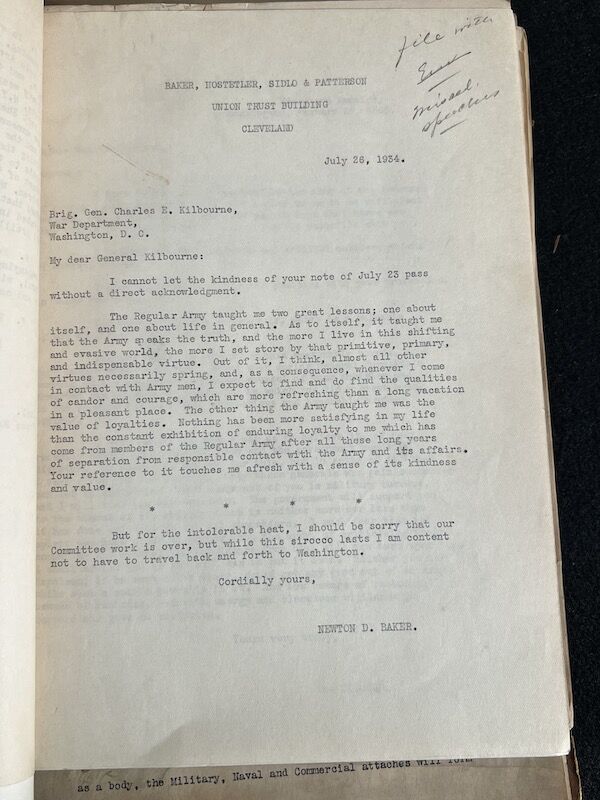 file with
missed
speeches
BAKER, HOSTETLER, SIDLO & PATTERSON
UNION TRUST BUILDING
CLEVELAND
July 26, 1934.
Brig. Gen. Charles E. Kilbourne,
War Department,
Washington, D. C.
My dear General Kilbourne:
I cannot let the kindness of your note of July 23 pass
without a direct acknowledgment.
The Regular Army taught me two great lessons; one about
itself, and one about life in general. As to itself, it taught me
that the Army speaks the truth, and the more I live in this shifting
and evasive world, the more I set store by that primitive, primary,
and indispensable virtue. Out of it, I think, almost all other
virtues necessarily spring, and, as a consequence, whenever I come
in contact with Army men, I expect to find and do find the qualities
of candor and courage, which are more refreshing than a long vacation
in a pleasant place. The other thing the Army taught me was the
value of loyalties. Nothing has been more satisfying in my life
than the constant exhibition of enduring loyalty to me which has
come from members of the Regular Army after all these long years
of separation from responsible contact with the Army and its affairs.
Your reference to it touches me afresh with a sense of its kindness
and value.
* * * *
But for the intolerable heat, I should be sorry that our
Committee work is over, but while this sirocco lasts I am content
not to have to travel back and forth to Washington.
Cordially yours,
NEWTON D. BAKER.
as a body, the Military, Naval and Commercial attaches will form